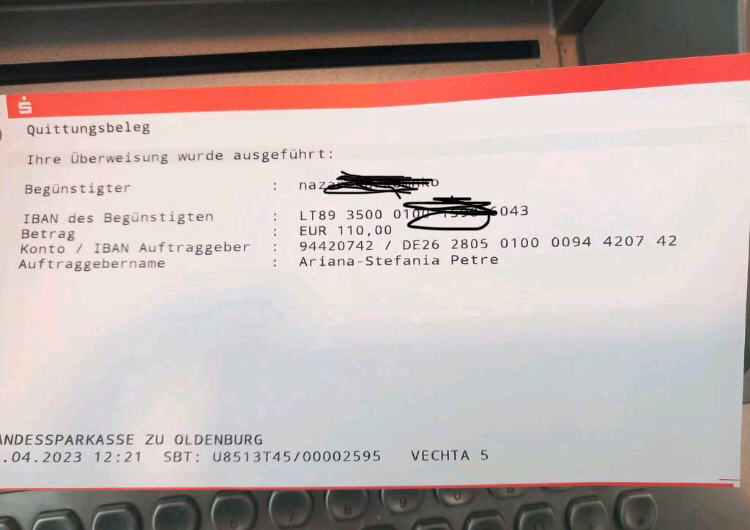 Quittungsbeleg
Ihre Überweisung wurde ausgeführt:
Begünstigter :
IBAN des Begünstigten : LT89 3500
Betrag : EUR 110,00
Konto / IBAN Auftraggeber : 94420742 / DE26 2805 0100 0094 4207 42
Auftraggebername : Ariana-Stefania Petre
ANDESSPARKASSE ZU OLDENBURG
.04.2023 12:21 SBT: U8513T45/00002595 VECHTA 5